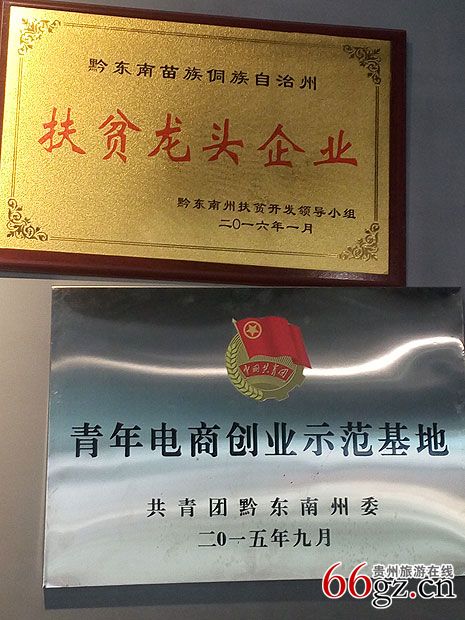 黔东南苗族侗族自治州
扶贫龙头企业
黔东南州扶贫开发领导小组
二〇一六年一月
中国共青团
青年电商创业示范基地
共青团黔东南州委
二〇一五年九月
贵州旅游在线
66gz.cn